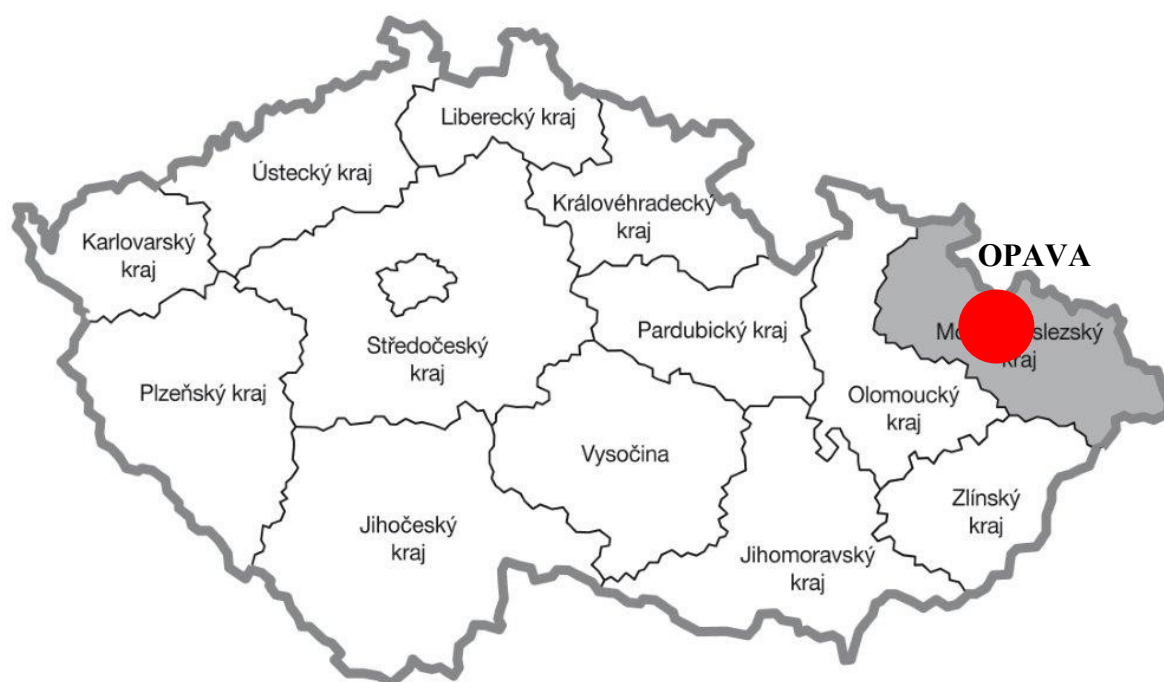 Liberecký kraj
Ústecký kraj
Královéhradecký
kraj
Karlovarský
kraj
OPAVA
Středočeský
kraj
Pardubický kraj
slezský
kraj
Plzeňský kraj
Olomoucký
kraj
Vysočina
Zlínský
kraj
Jihočeský
kraj
Jihomoravský
kraj